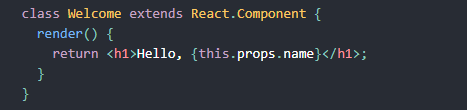 class Welcome extends React.Component {
  render() {
    return <h1>Hello, {this.props.name}</h1>;
  }
}